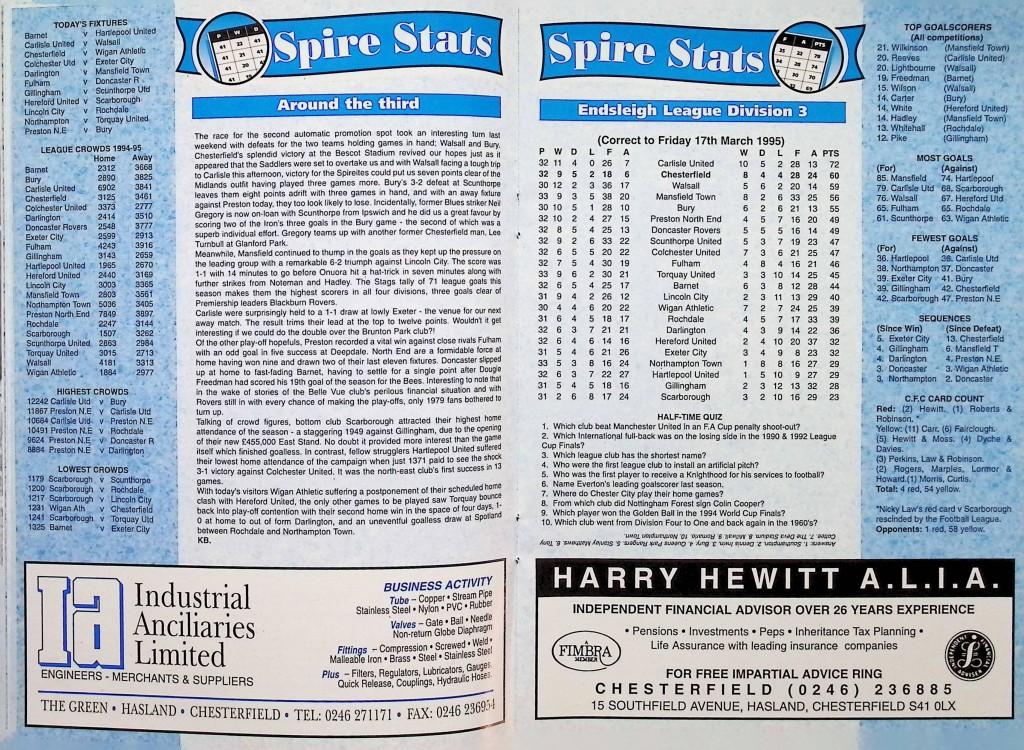 TODAY'S FIXTURES
Barnet v Hartlepool United
Carlisle United v Walsall
Chesterfield v Wigan Athletic
Colchester Utd v Exeter City
Darlington v Mansfield Town
Fulham v Doncaster R
Gillingham v Scunthorpe Utd
Hereford United v Scarborough
Lincoln City v Rochdale
Northampton v Torquay United
Preston N.E v Bury
LEAGUE CROWDS 1994-95
Home Away
Barnet 2312 3668
Bury 2890 3825
Carlisle United 6902 3841
Chesterfield 3125 3461
Colchester United 3373 2777
Darlington 2414 3510
Doncaster Rovers 2548 3777
Exeter City 2599 2913
Fulham 4243 3916
Gillingham 3143 2659
Hartlepool United 1965 2670
Hereford United 2440 3169
Lincoln City 3003 3365
Mansfield Town 2803 3561
Northampton Town 5036 3405
Preston North End 7849 3897
Rochdale 2247 3144
Scarborough 1507 3262
Scunthorpe United 2863 2984
Torquay United 3015 2713
Walsall 4181 3313
Wigan Athletic 1884 2977
HIGHEST CROWDS
12242 Carlisle Utd v Bury
11867 Preston N.E v Carlisle Utd
10684 Carlisle Utd v Preston N.E
10491 Preston N.E v Rochdale
9624 Preston N.E v Doncaster R
8884 Preston N.E v Darlington
LOWEST CROWDS
1179 Scarborough v Scunthorpe
1200 Scarborough v Rochdale
1217 Scarborough v Lincoln City
1231 Wigan Ath v Chesterfield
1241 Scarborough v Torquay Utd
1325 Barnet v Exeter City
Spire Stats
Around the third
The race for the second automatic promotion spot took an interesting turn last
weekend with defeats for the two teams holding games in hand; Walsall and Bury.
Chesterfield's splendid victory at the Bescot Stadium revived our hopes just as it
appeared that the Saddlers were set to overtake us and with Walsall facing a tough trip
to Carlisle this afternoon, victory for the Spireites could put us seven points clear of the
Midlands outfit having played three games more. Bury's 3-2 defeat at Scunthorpe
leaves them eight points adrift with three games in hand, and with an away fixture
against Preston today, they too look likely to lose. Incidently, former Blues striker Neil
Gregory is now on-loan with Scunthorpe from Ipswich and he did us a great favour by
scoring two of the Iron's three goals in the Bury game - the second of which was a
superb individual effort. Gregory teams up with another former Chesterfield man, Lee
Turnbull at Glanford Park.
Meanwhile, Mansfield continued to thump in the goals as they kept up the pressure on
the leading group with a remarkable 6-2 triumph against Lincoln City. The score was
1-1 with 14 minutes to go before Onuora hit a hat-trick in seven minutes along with
further strikes from Noteman and Hadley. The Stags tally of 71 league goals this
season makes them the highest scorers in all four divisions, three goals clear of
Premiership leaders Blackburn Rovers.
Carlisle were surprisingly held to a 1-1 draw at lowly Exeter - the venue for our next
away match. The result trims their lead at the top to twelve points. Wouldn't it get
interesting if we could do the double over the Brunton Park club?!
Of the other play-off hopefuls, Preston recorded a vital win against close rivals Fulham
with an odd goal in five success at Deepdale. North End are a formidable force at
home having won nine and drawn two of their last eleven fixtures. Doncaster slipped
up at home to fast-fading Barnet, having to settle for a single point after Dougie
Freedman had scored his 19th goal of the season for the Bees. Interesting to note that
in the wake of stories of the Belle Vue club's perilous financial situation and with
Rovers still in with every chance of making the play-offs, only 1979 fans bothered to
turn up.
Talking of crowd figures, bottom club Scarborough attracted their highest home
attendance of the season - a staggering 1949 against Gillingham, due to the opening
of their new £455,000 East Stand. No doubt it provided more interest than the game
itself which finished goalless. In contrast, fellow strugglers Hartlepool United suffered
their lowest home attendance of the campaign when just 1371 paid to see the shock
3-1 victory against Colchester United. It was the north-east club's first success in 13
games.
With today's visitors Wigan Athletic suffering a postponement of their scheduled home
clash with Hereford United, the only other games to be played saw Torquay bounce
back into play-off contention with their second home win in the space of four days, 1-
0 at home to out of form Darlington, and an uneventful goalless draw at Spotland
between Rochdale and Northampton Town.
KB.
Ia
Industrial
Anciliaries
Limited
ENGINEERS - MERCHANTS & SUPPLIERS
BUSINESS ACTIVITY
Tube – Copper • Stream Pipe
Stainless Steel • Nylon • PVC • Rubber
Valves – Gate • Ball • Needle
Non-return Globe Diaphragm
Fittings – Compression • Screwed • Weld •
Malleable Iron • Brass • Steel • Stainless Steel
Plus – Filters, Regulators, Lubricators, Gauges,
Quick Release, Couplings, Hydraulic Hoses.
THE GREEN • HASLAND • CHESTERFIELD • TEL: 0246 271171 • FAX: 0246 236954
Spire Stats
Endsleigh League Division 3
(Correct to Friday 17th March 1995)
P W D L F A W D L F A PTS
32 11 4 0 26 7 Carlisle United 10 5 2 28 13 72
32 9 5 2 18 6 Chesterfield 8 4 4 28 24 60
30 12 2 3 36 17 Walsall 5 6 2 20 14 59
33 9 3 5 38 20 Mansfield Town 8 2 6 33 25 56
30 10 5 1 28 10 Bury 6 2 6 21 13 55
32 10 2 4 27 15 Preston North End 4 5 7 16 20 49
32 8 5 4 25 13 Doncaster Rovers 5 5 5 16 14 49
32 9 2 6 33 22 Scunthorpe United 5 3 7 19 23 47
32 6 5 5 20 22 Colchester United 7 3 6 21 25 47
32 7 5 4 30 19 Fulham 4 8 4 16 21 46
33 9 6 2 30 21 Torquay United 3 3 10 14 25 45
32 6 5 4 25 17 Barnet 6 3 8 12 28 44
31 9 4 2 26 12 Lincoln City 2 3 11 13 29 40
30 4 4 6 20 22 Wigan Athletic 7 2 7 24 25 39
31 6 4 5 18 17 Rochdale 4 5 7 17 33 39
32 6 3 7 21 21 Darlington 4 3 9 14 22 36
32 6 4 6 14 16 Hereford United 2 4 10 20 37 32
31 5 4 6 21 26 Exeter City 3 4 9 8 23 32
33 5 3 8 16 24 Northampton Town 1 8 8 16 27 29
32 6 3 7 22 27 Hartlepool United 1 5 10 9 27 29
31 5 4 5 18 16 Gillingham 2 3 12 13 32 28
31 2 6 8 17 24 Scarborough 3 2 10 16 29 23
HALF-TIME QUIZ
1. Which club beat Manchester United in an F.A Cup penalty shoot-out?
2. Which International full-back was on the losing side in the 1990 & 1992 League
Cup Finals?
3. Which league club has the shortest name?
4. Who were the first league club to install an artificial pitch?
5. Who was the first player to receive a Knighthood for his services to football?
6. Name Everton's leading goalscorer last season.
7. Where do Chester City play their home games?
8. From which club did Nottingham Forest sign Colin Cooper?
9. Which player won the Golden Ball in the 1994 World Cup Finals?
10. Which club went from Division Four to One and back again in the 1960's?
Answers: 1. Southampton 2. Denis Irwin 3. Bury 4. Queens Park Rangers 5. Stanley Matthews 6. Tony
Cottee 7. The Deva Stadium 8. Millwall 9. Romario 10. Northampton Town.
HARRY HEWITT A.L.I.A.
INDEPENDENT FINANCIAL ADVISOR OVER 26 YEARS EXPERIENCE
• Pensions • Investments • Peps • Inheritance Tax Planning •
Life Assurance with leading insurance companies
FIMBRA
MEMBER
INDEPENDENT FINANCIAL ADVISER
FOR FREE IMPARTIAL ADVICE RING
CHESTERFIELD (0246) 236885
15 SOUTHFIELD AVENUE, HASLAND, CHESTERFIELD S41 0LX
TOP GOALSCORERS
(All competitions)
21. Wilkinson (Mansfield Town)
20. Reeves (Carlisle United)
20. Lightbourne (Walsall)
19. Freedman (Barnet)
15. Wilson (Walsall)
14. Carter (Bury)
14. White (Hereford United)
14. Hadley (Mansfield Town)
13. Whitehall (Rochdale)
12. Pike (Gillingham)
MOST GOALS
(For) (Against)
85. Mansfield 74. Hartlepool
79. Carlisle Utd 68. Scarborough
76. Walsall 67. Hereford Utd
65. Fulham 65. Rochdale
61. Scunthorpe 63. Wigan Athletic
FEWEST GOALS
(For) (Against)
36. Hartlepool 36. Carlisle Utd
38. Northampton 37. Doncaster
39. Exeter City 41. Bury
39. Gillingham 42. Chesterfield
42. Scarborough 47. Preston N.E
SEQUENCES
(Since Win) (Since Defeat)
5. Exeter City 13. Chesterfield
4. Gillingham 6. Mansfield T
4. Darlington 4. Preston N.E.
3. Doncaster 3. Wigan Athletic
3, Northampton 2. Doncaster
C.F.C CARD COUNT
Red: (2) Hewitt. (1) Roberts &
Robinson. *
Yellow: (11) Carr. (6) Fairclough.
(5) Hewitt & Moss. (4) Dyche &
Davies.
(3) Perkins, Law & Robinson.
(2) Rogers, Marples, Lormor &
Howard.(1) Morris, Curtis.
Total: 4 red, 54 yellow.
*Nicky Law's red card v Scarborough
rescinded by the Football League.
Opponents: 1 red, 58 yellow.